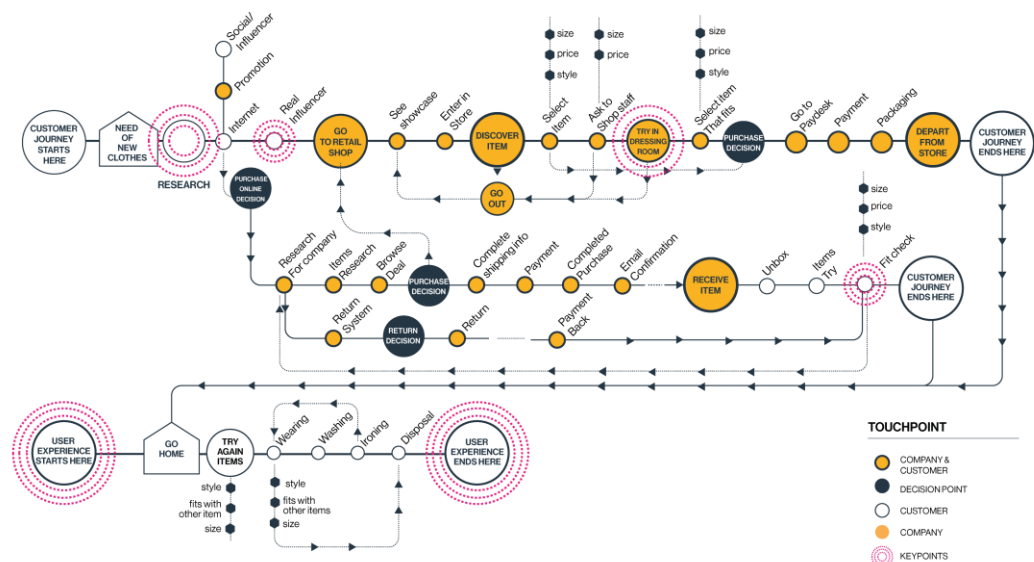 Social/
Influencer
Promotion
Internet
Real
Influencer
CUSTOMER
JOURNEY
STARTS
HERE
NEED
OF
NEW
CLOTHES
RESEARCH
GO
TO RETAIL
SHOP
See
showcase
Enter in
Store
DISCOVER
ITEM
size
price
style
Select
Item
size
price
Ask to
Shop staff
TRY IN
DRESSING
ROOM
size
price
style
Select item
That fits
PURCHASE
DECISION
Go to
Paydesk
Payment
Packaging
DEPART
FROM
STORE
CUSTOMER
JOURNEY
ENDS HERE
GO
OUT
PURCHASE
ONLINE
DECISION
Research
For company
Items
Research
Browse
Deal
PURCHASE
DECISION
Complete
shipping info
Payment
Completed
Purchase
Email
Confirmation
RECEIVE
ITEM
Unbox
Items
Try
size
price
style
Fit check
CUSTOMER
JOURNEY
ENDS HERE
Return
System
RETURN
DECISION
Return
Payment
Back
USER
EXPERIENCE
STARTS HERE
GO
HOME
TRY
AGAIN
ITEMS
style
fits with
other item
size
Wearing
Washing
Ironing
Disposal
style
fits with
other items
size
USER
EXPERIENCE
ENDS HERE
TOUCHPOINT
COMPANY &
CUSTOMER
DECISION POINT
CUSTOMER
COMPANY
KEYPOINTS